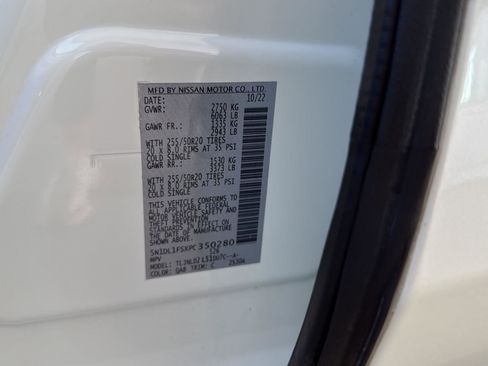 MFD BY NISSAN MOTOR CO., LTD.
DATE: 10/22
GVWR: 2750 KG
6063 LB
GAWR FR.: 1335 KG
2943 LB
WITH 255/50R20 TIRES
20 X 8.0 RIMS AT 35 PSI
COLD SINGLE
GAWR RR.: 1530 KG
3373 LB
WITH 255/50R20 TIRES
20 X 8.0 RIMS AT 35 PSI
COLD SINGLE
THIS VEHICLE CONFORMS TO
ALL APPLICABLE FEDERAL
MOTOR VEHICLE SAFETY AND
THEFT PREVENTION
STANDARDS IN EFFECT ON
THE DATE OF MANUFACTURE
SHOWN ABOVE.
5N1DL1FSXPC350280
MPV
MODEL:
COLOR: QAB TRIM: C